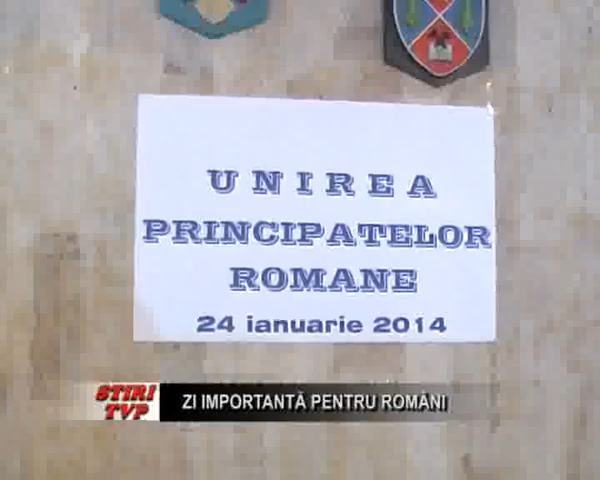 UNIREA
PRINCIPATELOR
ROMANE
24 ianuarie 2014
STIRI
TVP
ZI IMPORTANTĂ PENTRU ROMÂNI